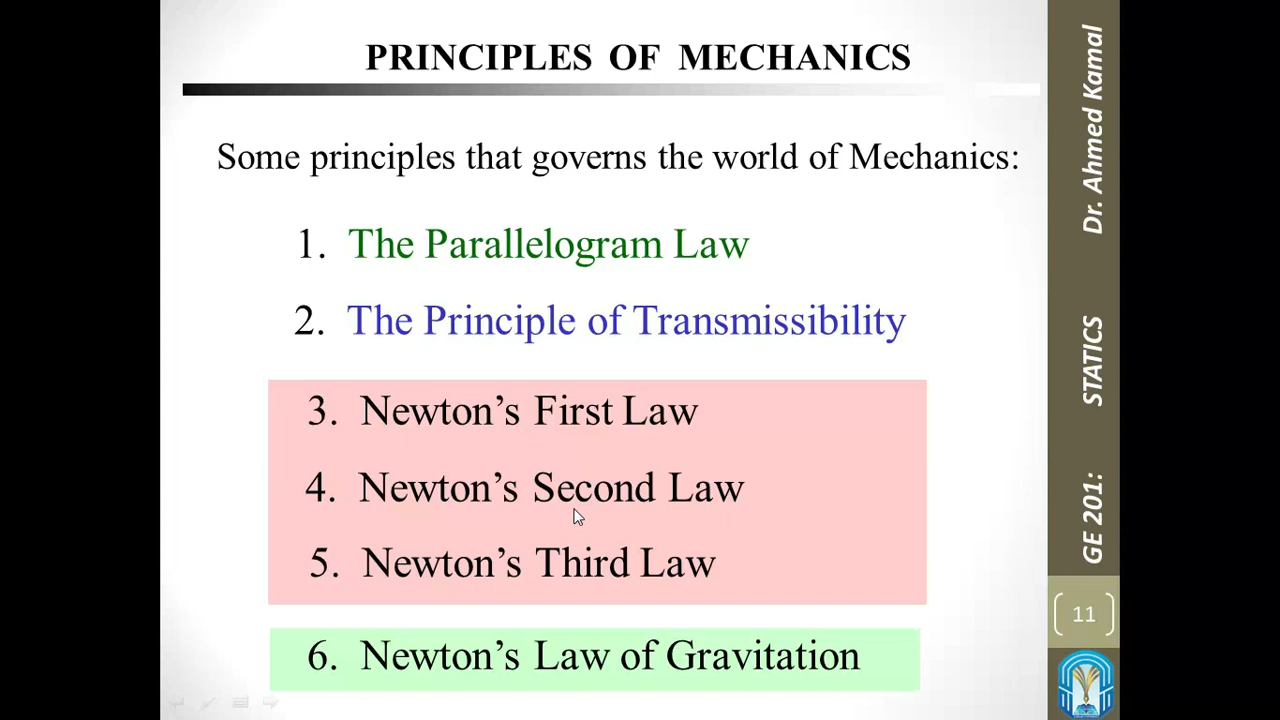 PRINCIPLES OF MECHANICS
Some principles that governs the world of Mechanics:
1. The Parallelogram Law
2. The Principle of Transmissibility
3. Newton’s First Law
4. Newton’s Second Law
5. Newton’s Third Law
6. Newton’s Law of Gravitation
GE 201: STATICS Dr. Ahmed Kamal
11